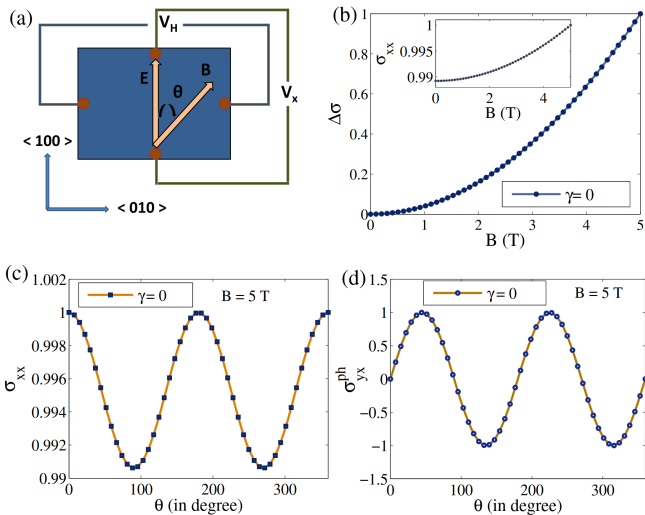 (a)
V_H
E
θ
B
V_x
< 100 >
< 010 >
(b)
1
0.8
0.6
0.4
0.2
0
Δσ
0 1 2 3 4 5
B (T)
γ= 0
1
0.995
0.99
σ_xx
0 2 4
B (T)
(c)
1.002
1
0.998
0.996
0.994
0.992
0.99
σ_xx
γ= 0
B = 5 T
0 100 200 300
θ (in degree)
(d)
1.5
1
0.5
0
-0.5
-1
-1.5
σ^ph_yx
γ= 0
B = 5 T
0 100 200 300
θ (in degree)